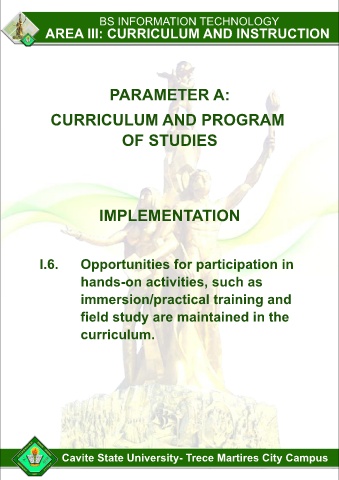 BS INFORMATION TECHNOLOGY
AREA III: CURRICULUM AND INSTRUCTION
PARAMETER A:
CURRICULUM AND PROGRAM
OF STUDIES
IMPLEMENTATION
I.6. Opportunities for participation in
hands-on activities, such as
immersion/practical training and
field study are maintained in the
curriculum.
Cavite State University- Trece Martires City Campus